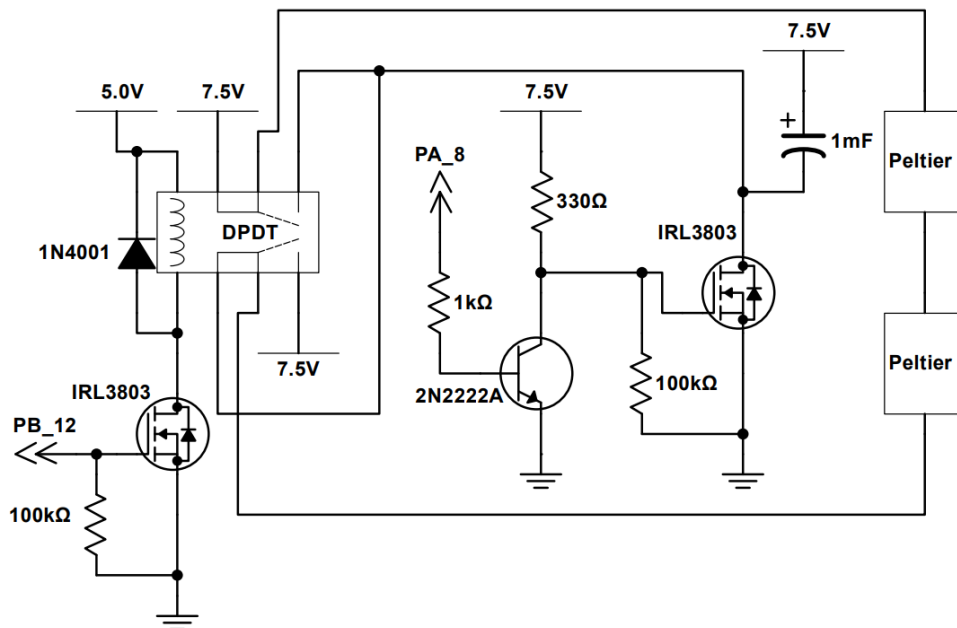 7.5V
5.0V
7.5V
7.5V
+
1mF
PA_8
Peltier
330Ω
DPDT
IRL3803
1N4001
1kΩ
7.5V
Peltier
IRL3803
2N2222A
100kΩ
PB_12
100kΩ